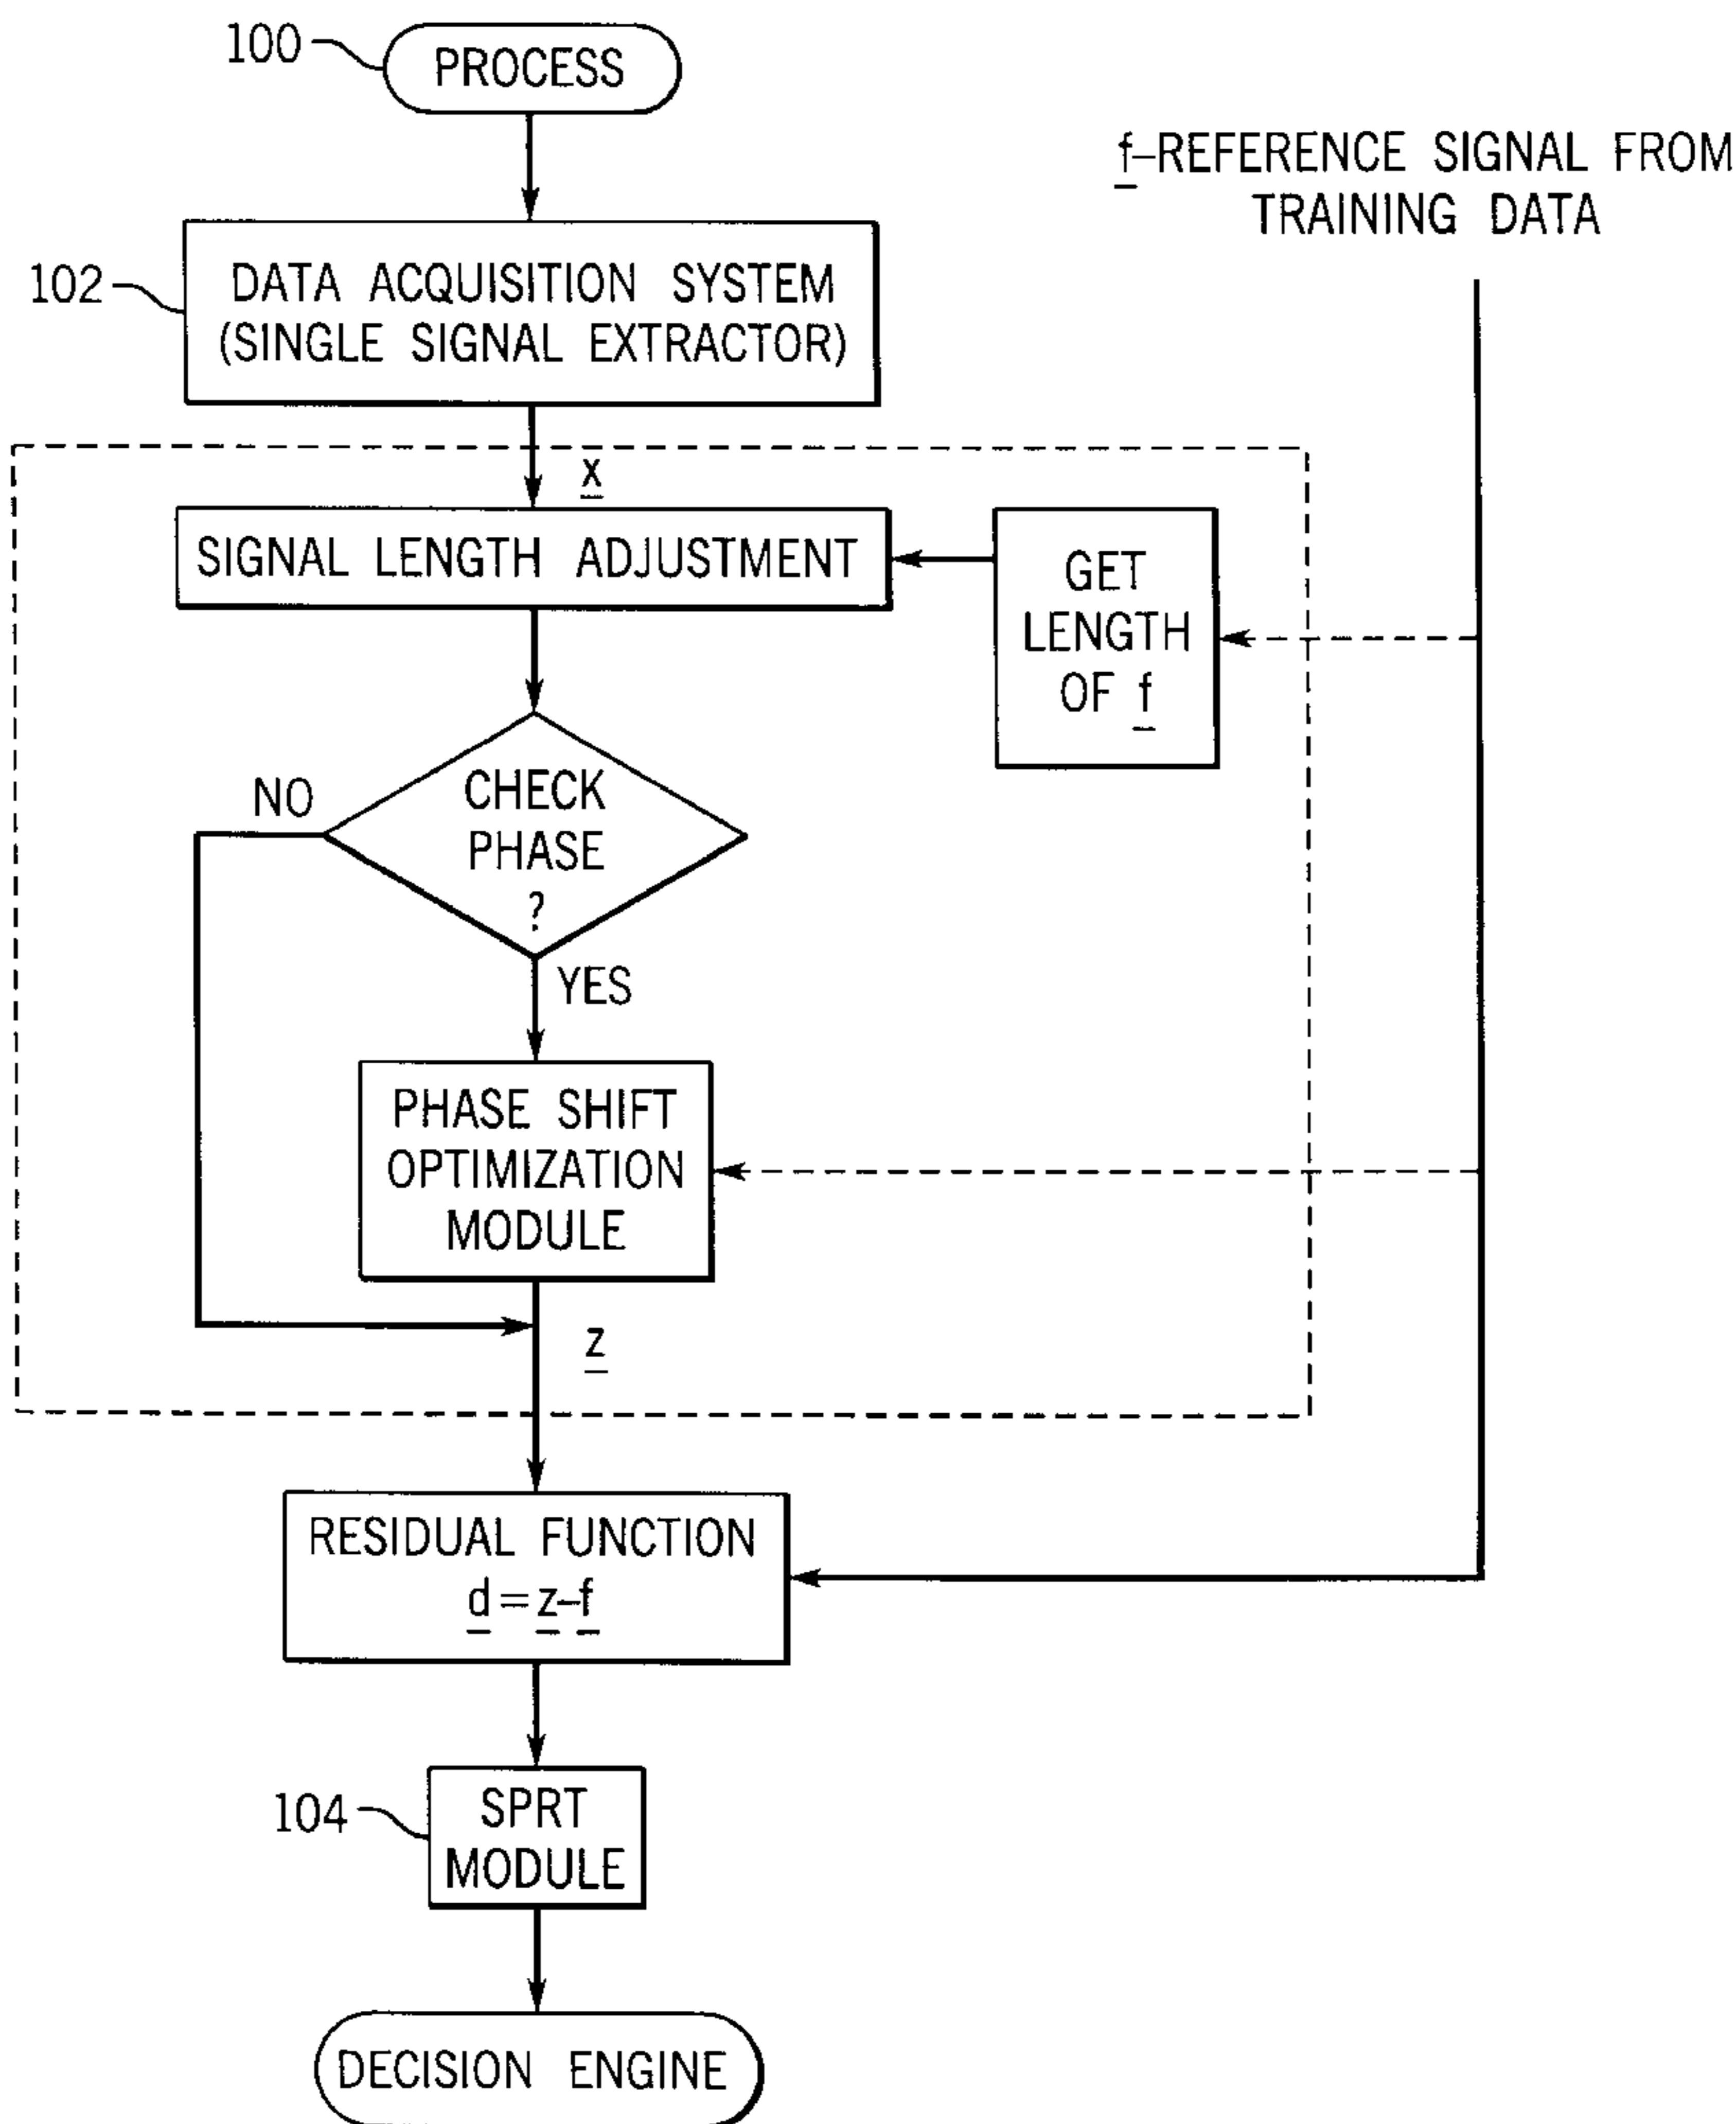 100
PROCESS
f–REFERENCE SIGNAL FROM
TRAINING DATA
102
DATA ACQUISITION SYSTEM
(SINGLE SIGNAL EXTRACTOR)
x
SIGNAL LENGTH ADJUSTMENT
GET
LENGTH
OF f
NO
CHECK
PHASE
?
YES
PHASE SHIFT
OPTIMIZATION
MODULE
z
RESIDUAL FUNCTION
d=z–f
104
SPRT
MODULE
DECISION ENGINE